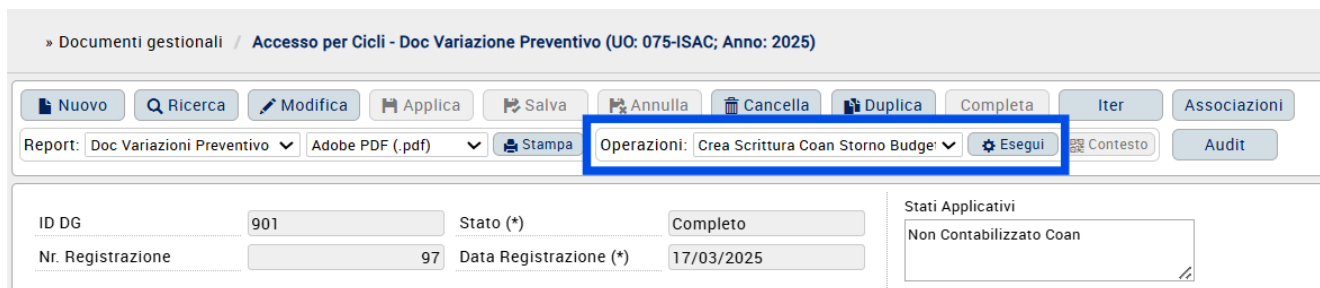 » Documenti gestionali / Accesso per Cicli - Doc Variazione Preventivo (UO: 075-ISAC; Anno: 2025)
Nuovo Ricerca Modifica Applica Salva Annulla Cancella Duplica Completa Iter Associazioni
Report: Doc Variazioni Preventivo Adobe PDF (.pdf) Stampa Operazioni: Crea Scrittura Coan Storno Budget Esegui Contesto Audit
Stati Applicativi
ID DG 901 Stato (*) Completo Non Contabilizzato Coan
Nr. Registrazione 97 Data Registrazione (*) 17/03/2025